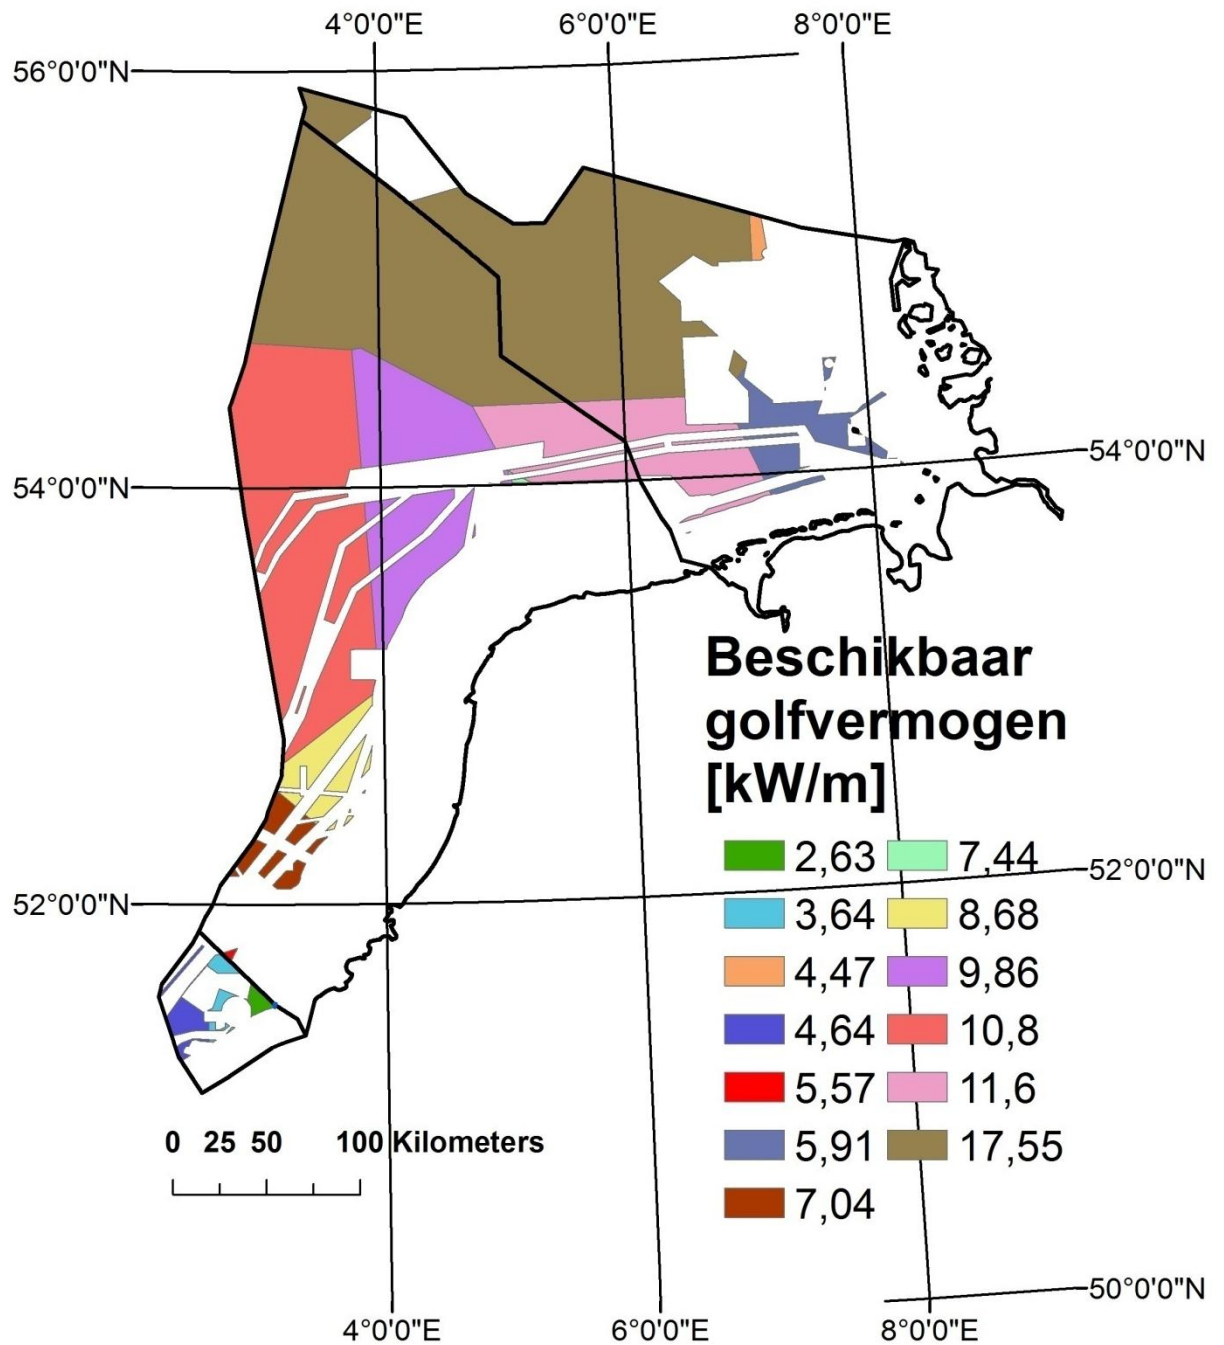 4°0'0"E 6°0'0"E 8°0'0"E
56°0'0"N
54°0'0"N 54°0'0"N
Beschikbaar
golfvermogen
[kW/m]
2,63 7,44
52°0'0"N 52°0'0"N
3,64 8,68
4,47 9,86
4,64 10,8
5,57 11,6
5,91 17,55
7,04
0 25 50 100 Kilometers
50°0'0"N
4°0'0"E 6°0'0"E 8°0'0"E